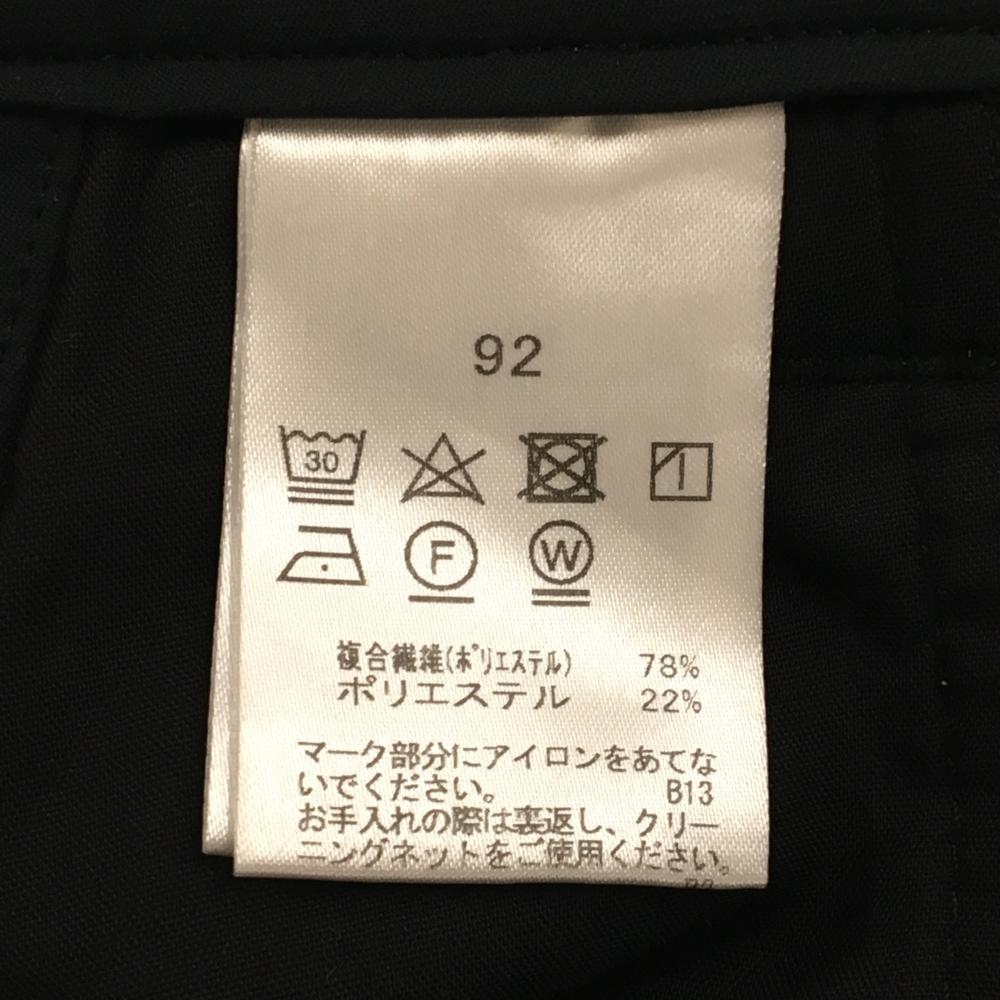 92
30
F W
複合繊維(ポリエステル) 78%
ポリエステル 22%
マーク部分にアイロンをあてな
いでください。 B13
お手入れの際は裏返し、クリー
ニングネットをご使用ください。